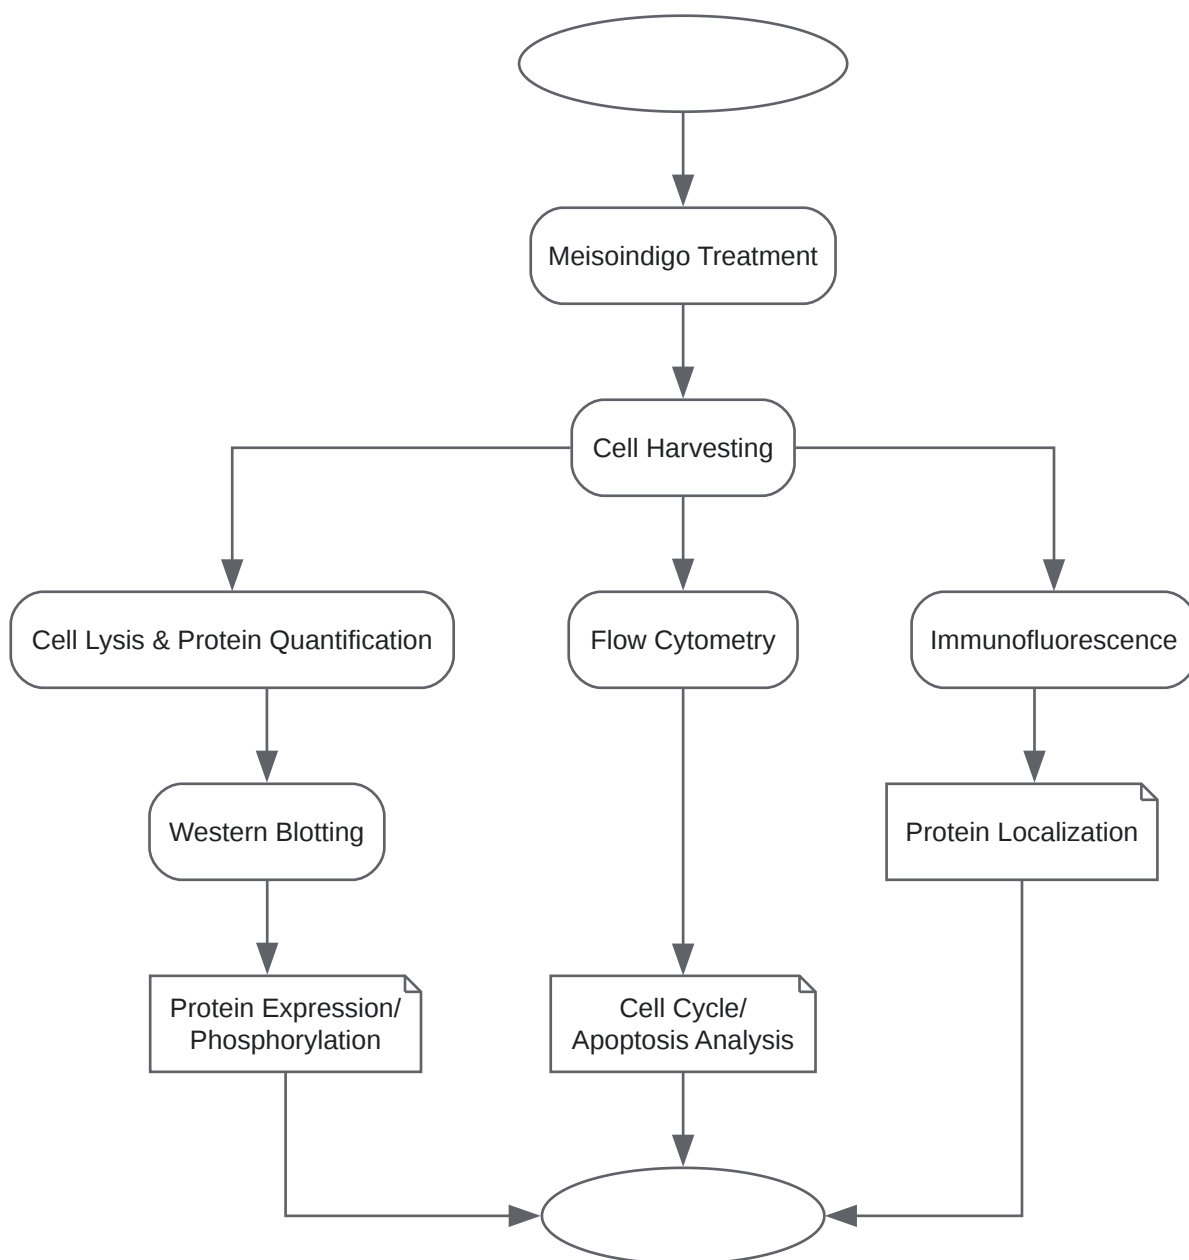 Meisoindigo Treatment
Cell Harvesting
Cell Lysis & Protein Quantification
Flow Cytometry
Immunofluorescence
Western Blotting
Protein Localization
Protein Expression/
Phosphorylation
Cell Cycle/
Apoptosis Analysis